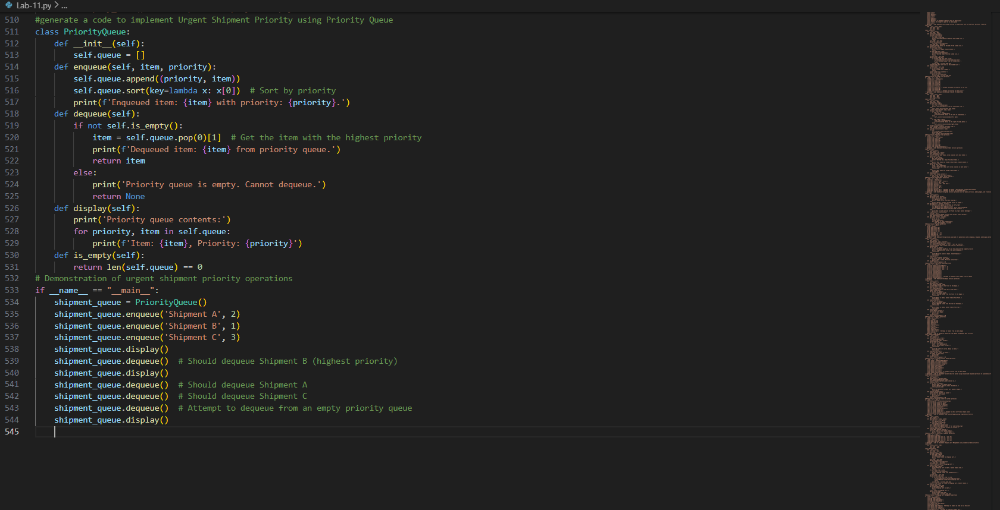 Lab-11.py > ...
510 #generate a code to implement Urgent Shipment Priority using Priority Queue
511 class PriorityQueue:
512     def __init__(self):
513         self.queue = []
514     def enqueue(self, item, priority):
515         self.queue.append((priority, item))
516         self.queue.sort(key=lambda x: x[0])  # Sort by priority
517         print(f'Enqueued item: {item} with priority: {priority}.')
518     def dequeue(self):
519         if not self.is_empty():
520             item = self.queue.pop(0)[1]  # Get the item with the highest priority
521             print(f'Dequeued item: {item} from priority queue.')
522             return item
523         else:
524             print('Priority queue is empty. Cannot dequeue.')
525             return None
526     def display(self):
527         print('Priority queue contents:')
528         for priority, item in self.queue:
529             print(f'Item: {item}, Priority: {priority}')
530     def is_empty(self):
531         return len(self.queue) == 0
532 # Demonstration of urgent shipment priority operations
533 if __name__ == "__main__":
534     shipment_queue = PriorityQueue()
535     shipment_queue.enqueue('Shipment A', 2)
536     shipment_queue.enqueue('Shipment B', 1)
537     shipment_queue.enqueue('Shipment C', 3)
538     shipment_queue.display()
539     shipment_queue.dequeue()  # Should dequeue Shipment B (highest priority)
540     shipment_queue.display()
541     shipment_queue.dequeue()  # Should dequeue Shipment A
542     shipment_queue.dequeue()  # Should dequeue Shipment C
543     shipment_queue.dequeue()  # Attempt to dequeue from an empty priority queue
544     shipment_queue.display()
545